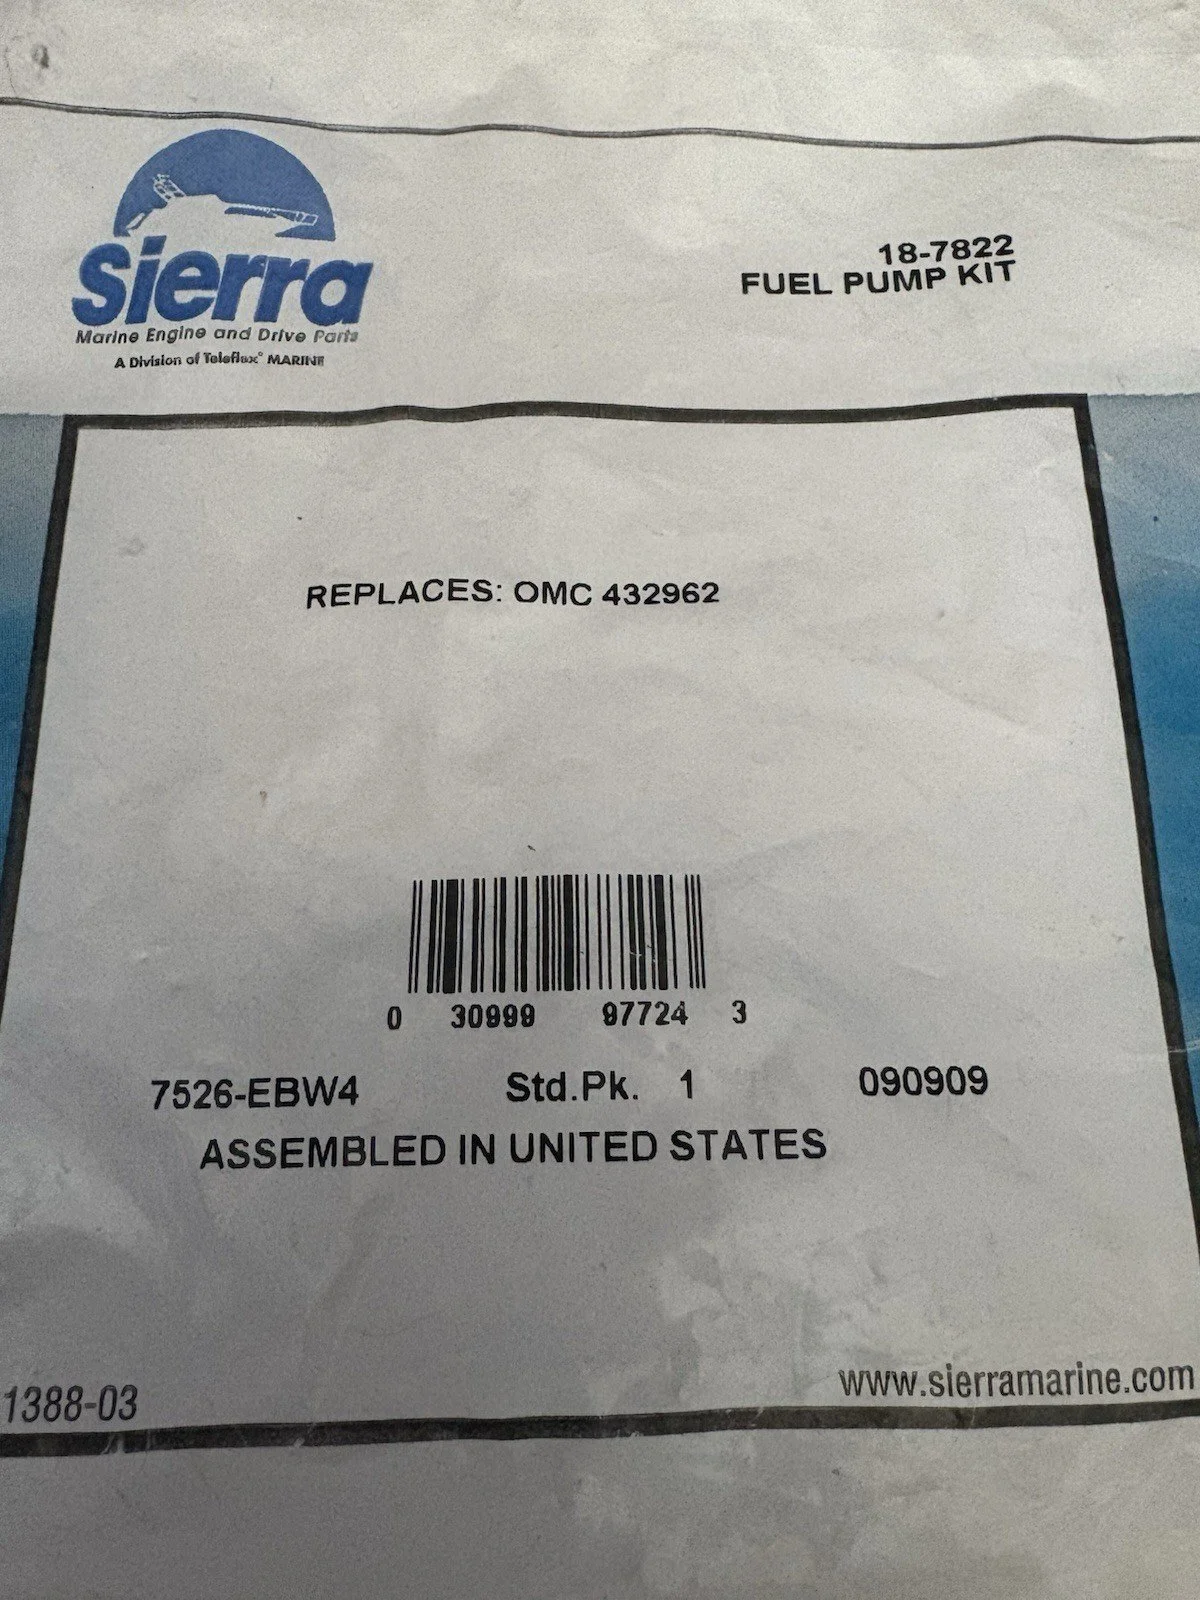 Sierra
Marine Engine and Drive Parts
A Division of Teleflex® MARINE
18-7822
FUEL PUMP KIT
REPLACES: OMC 432962
0 30999 97724 3
7526-EBW4 Std.Pk. 1 090909
ASSEMBLED IN UNITED STATES
1388-03
www.sierramarine.com